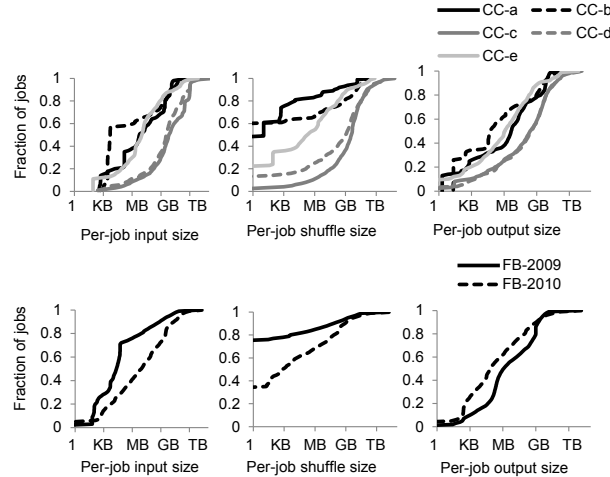 CC-a CC-b
CC-c CC-d
CC-e
Fraction of jobs
1
0.8
0.6
0.4
0.2
0
1 KB MB GB TB
Per-job input size
1
0.8
0.6
0.4
0.2
0
1 KB MB GB TB
Per-job shuffle size
1
0.8
0.6
0.4
0.2
0
1 KB MB GB TB
Per-job output size
FB-2009
FB-2010
Fraction of jobs
1
0.8
0.6
0.4
0.2
0
1 KB MB GB TB
Per-job input size
1
0.8
0.6
0.4
0.2
0
1 KB MB GB TB
Per-job shuffle size
1
0.8
0.6
0.4
0.2
0
1 KB MB GB TB
Per-job output size